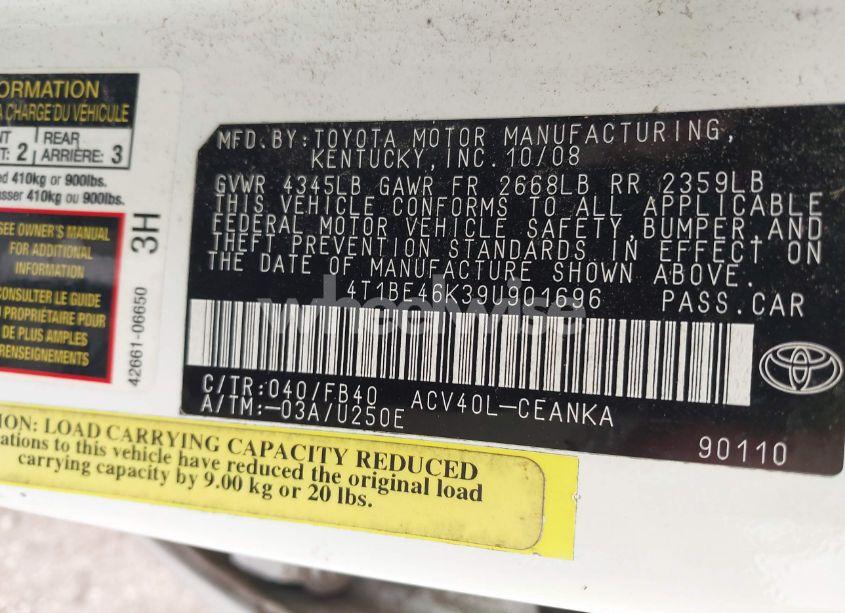 ORMATION
A CHARGE DU VÉHICULE
NT : 2 | REAR ARRIÈRE : 3
ed 410kg or 900lbs.
asser 410kg ou 900lbs.
SEE OWNER'S MANUAL
FOR ADDITIONAL
INFORMATION
CONSULTER LE GUIDE
PROPRIÉTAIRE POUR
DE PLUS AMPLES
RENSEIGNEMENTS
42661-06650
3H
MFD. BY: TOYOTA MOTOR MANUFACTURING,
KENTUCKY, INC. 10/08
GVWR 4345LB GAWR FR 2668LB RR 2359LB
THIS VEHICLE CONFORMS TO ALL APPLICABLE
FEDERAL MOTOR VEHICLE SAFETY, BUMPER, AND
THEFT PREVENTION STANDARDS IN EFFECT ON
THE DATE OF MANUFACTURE SHOWN ABOVE.
4T1BE46K39U901696 PASS. CAR
wheelwise
C/TR: 040/FB40 ACV40L-CEANKA
A/TM: -03A/U250E
90110
ION: LOAD CARRYING CAPACITY REDUCED
ations to this vehicle have reduced the original load
carrying capacity by 9.00 kg or 20 lbs.